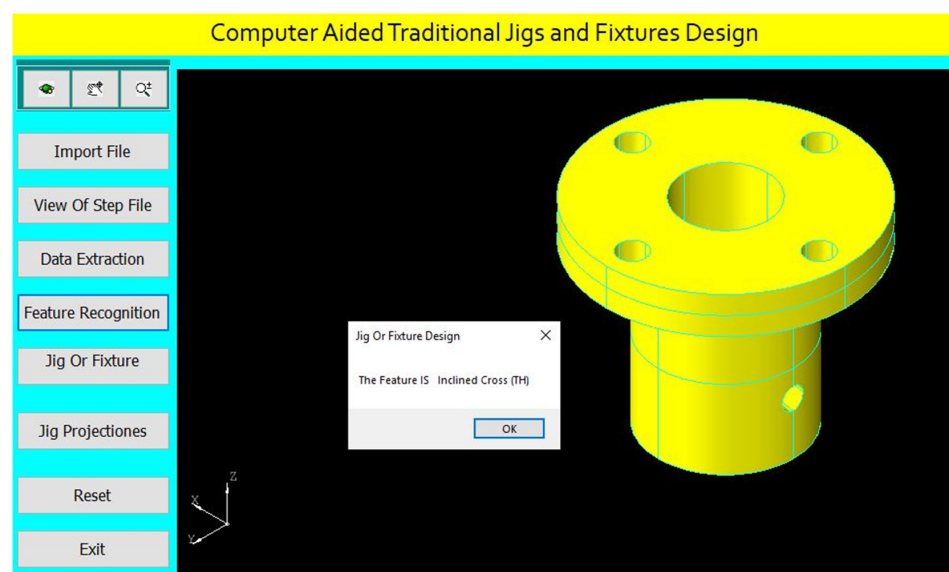 Computer Aided Traditional Jigs and Fixtures Design
Import File
View Of Step File
Data Extraction
Feature Recognition
Jig Or Fixture
Jig Projectiones
Reset
Exit
Jig Or Fixture Design
The Feature IS Inclined Cross (TH)
OK
Z
X
Y